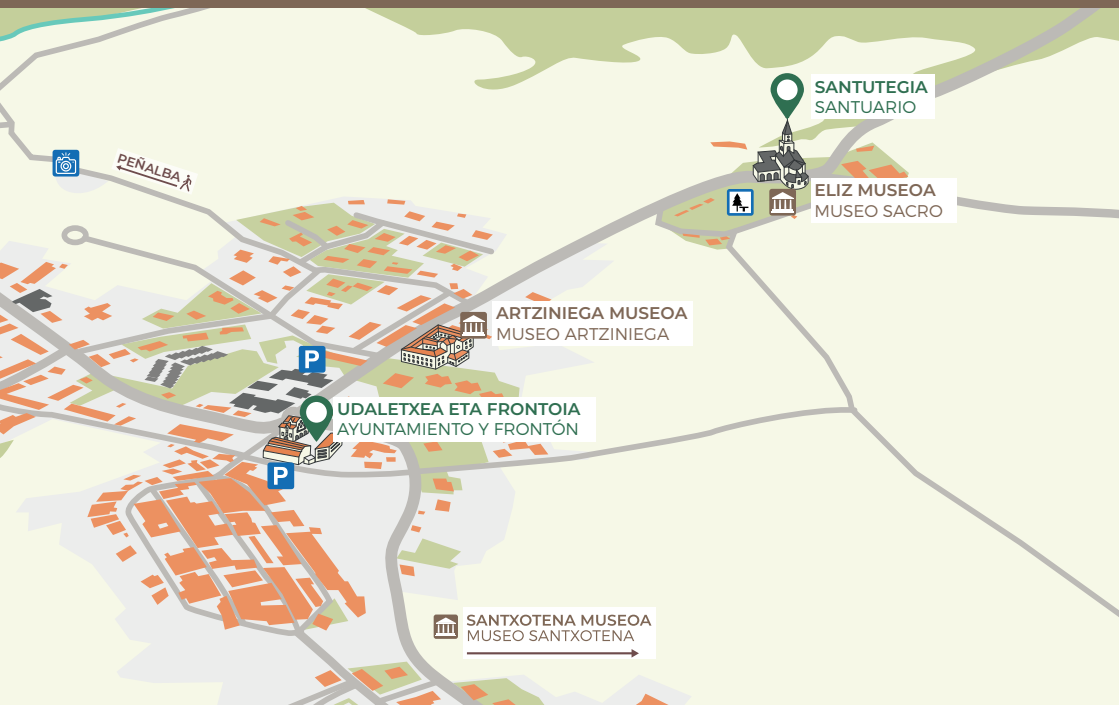 SANTUTEGIA
SANTUARIO
PEÑALBA
ELIZ MUSEOA
MUSEO SACRO
ARTZINIEGA MUSEOA
MUSEO ARTZINIEGA
P
UDALETXEA ETA FRONTOIA
AYUNTAMIENTO Y FRONTÓN
P
SANTXOTENA MUSEOA
MUSEO SANTXOTENA